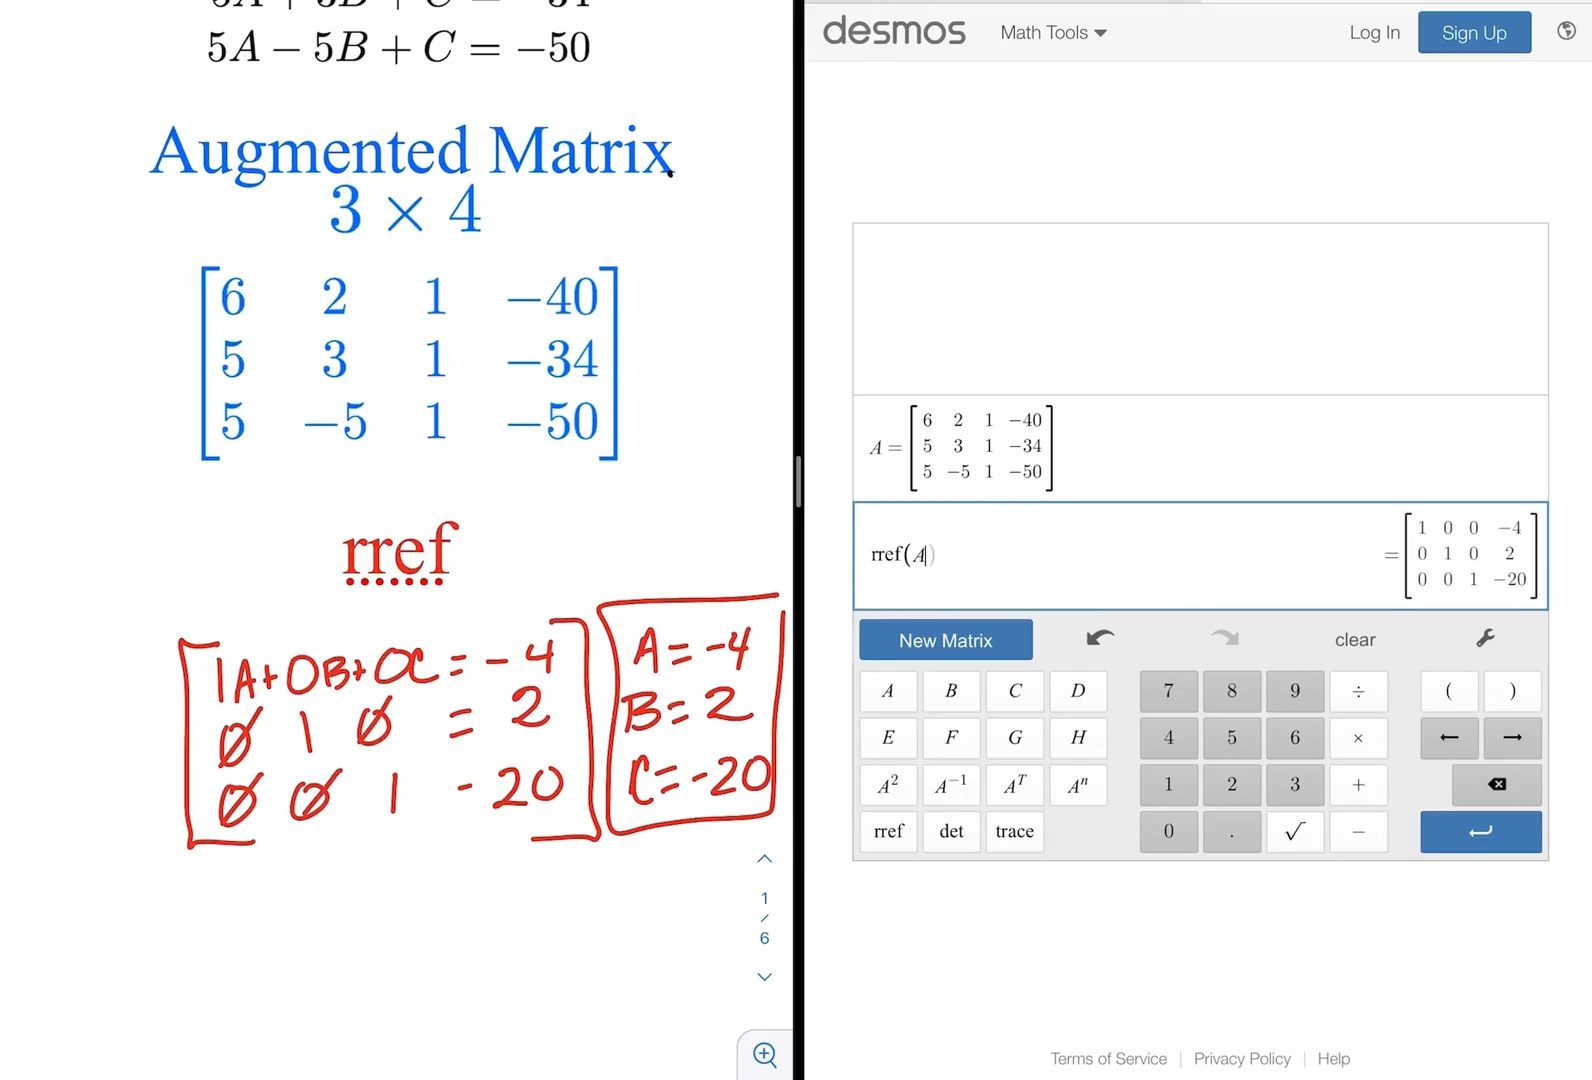 5A + 3B + C = −34
5A − 5B + C = −50
Augmented Matrix
3 × 4
6 2 1 −40
5 3 1 −34
5 −5 1 −50
rref
1A+0B+0C = -4
0 1 0 = 2
0 0 1 -20
A = -4
B = 2
C = -20
1
/
6
desmos
Math Tools
Log In
Sign Up
A = 6 2 1 −40
5 3 1 −34
5 −5 1 −50
rref(A)
= 1 0 0 −4
0 1 0 2
0 0 1 −20
New Matrix
clear
A B C D 7 8 9 ÷ ( )
E F G H 4 5 6 × ← →
A² A⁻¹ Aᵀ Aⁿ 1 2 3 +
rref det trace 0 . √ −
Terms of Service | Privacy Policy | Help